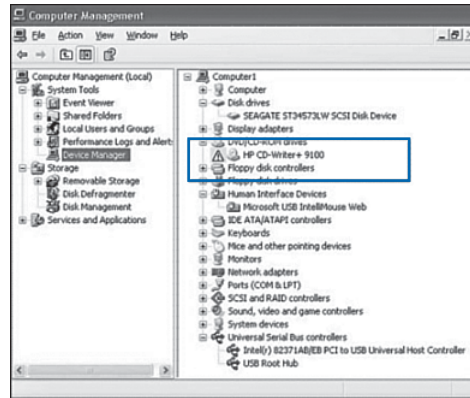 Computer Management
File Action View Window Help
Computer Management (Local)
System Tools
Event Viewer
Shared Folders
Local Users and Groups
Performance Logs and Alert:
Device Manager
Storage
Removable Storage
Disk Defragmenter
Disk Management
Services and Applications
Computer1
Computer
Disk drives
SEAGATE ST34573LW SCSI Disk Device
Display adapters
DVD/CD-ROM drives
HP CD-Writer+ 9100
Floppy disk controllers
Floppy disk drives
Human Interface Devices
Microsoft USB IntelliMouse Web
IDE ATA/ATAPI controllers
Keyboards
Mice and other pointing devices
Monitors
Network adapters
Ports (COM & LPT)
SCSI and RAID controllers
Sound, video and game controllers
System devices
Universal Serial Bus controllers
Intel(r) 82371AB/EB PCI to USB Universal Host Controller
USB Root Hub